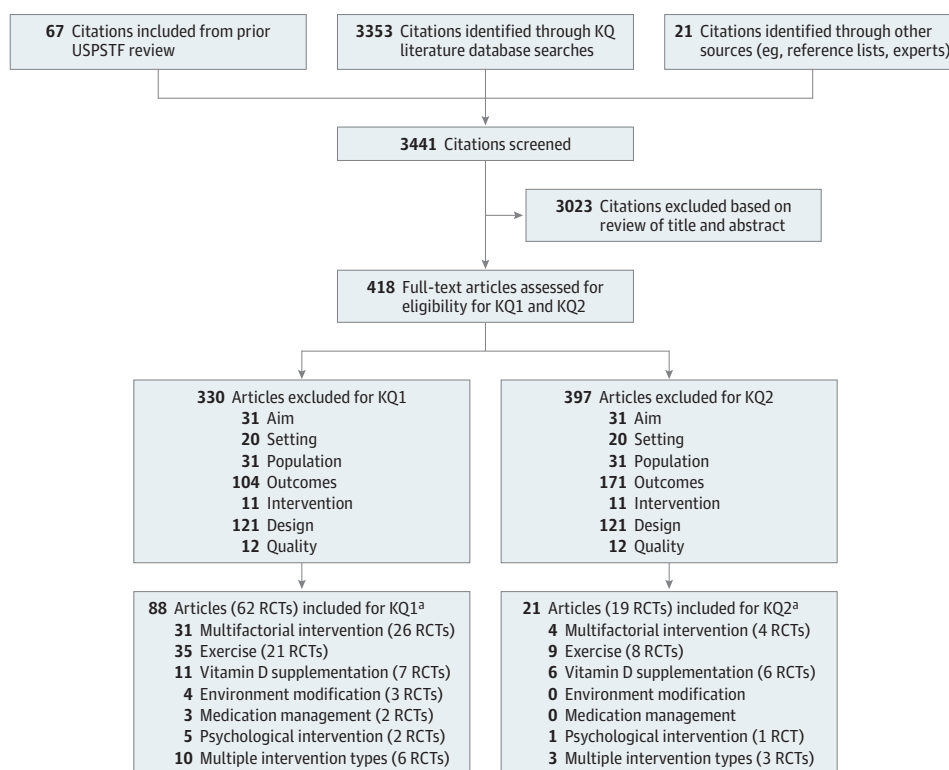 67 Citations included from prior
USPSTF review
3353 Citations identified through KQ
literature database searches
21 Citations identified through other
sources (eg, reference lists, experts)
3441 Citations screened
3023 Citations excluded based on
review of title and abstract
418 Full-text articles assessed for
eligibility for KQ1 and KQ2
330 Articles excluded for KQ1
31 Aim
20 Setting
31 Population
104 Outcomes
11 Intervention
121 Design
12 Quality
397 Articles excluded for KQ2
31 Aim
20 Setting
31 Population
171 Outcomes
11 Intervention
121 Design
12 Quality
88 Articles (62 RCTs) included for KQ1a
31 Multifactorial intervention (26 RCTs)
35 Exercise (21 RCTs)
11 Vitamin D supplementation (7 RCTs)
4 Environment modification (3 RCTs)
3 Medication management (2 RCTs)
5 Psychological intervention (2 RCTs)
10 Multiple intervention types (6 RCTs)
21 Articles (19 RCTs) included for KQ2a
4 Multifactorial intervention (4 RCTs)
9 Exercise (8 RCTs)
6 Vitamin D supplementation (6 RCTs)
0 Environment modification
0 Medication management
1 Psychological intervention (1 RCT)
3 Multiple intervention types (3 RCTs)